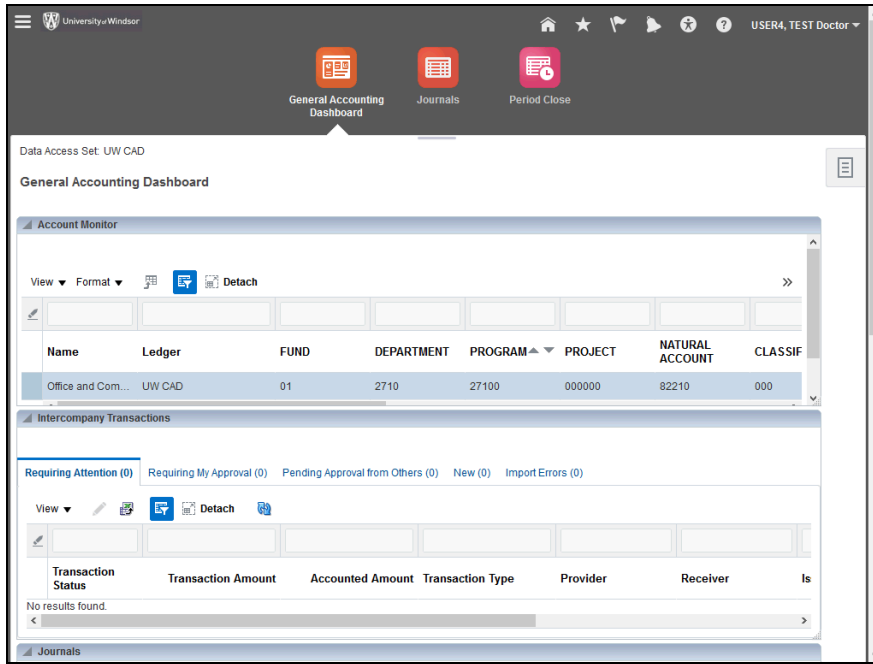 University of Windsor
USER4, TEST Doctor
General Accounting Dashboard
Journals
Period Close
Data Access Set: UW CAD
General Accounting Dashboard
Account Monitor
View Format Detach
Name Ledger FUND DEPARTMENT PROGRAM PROJECT NATURAL ACCOUNT CLASSIF
Office and Com... UW CAD 01 2710 27100 000000 82210 000
Intercompany Transactions
Requiring Attention (0) Requiring My Approval (0) Pending Approval from Others (0) New (0) Import Errors (0)
View Detach
Transaction Status Transaction Amount Accounted Amount Transaction Type Provider Receiver Is
No results found.
Journals